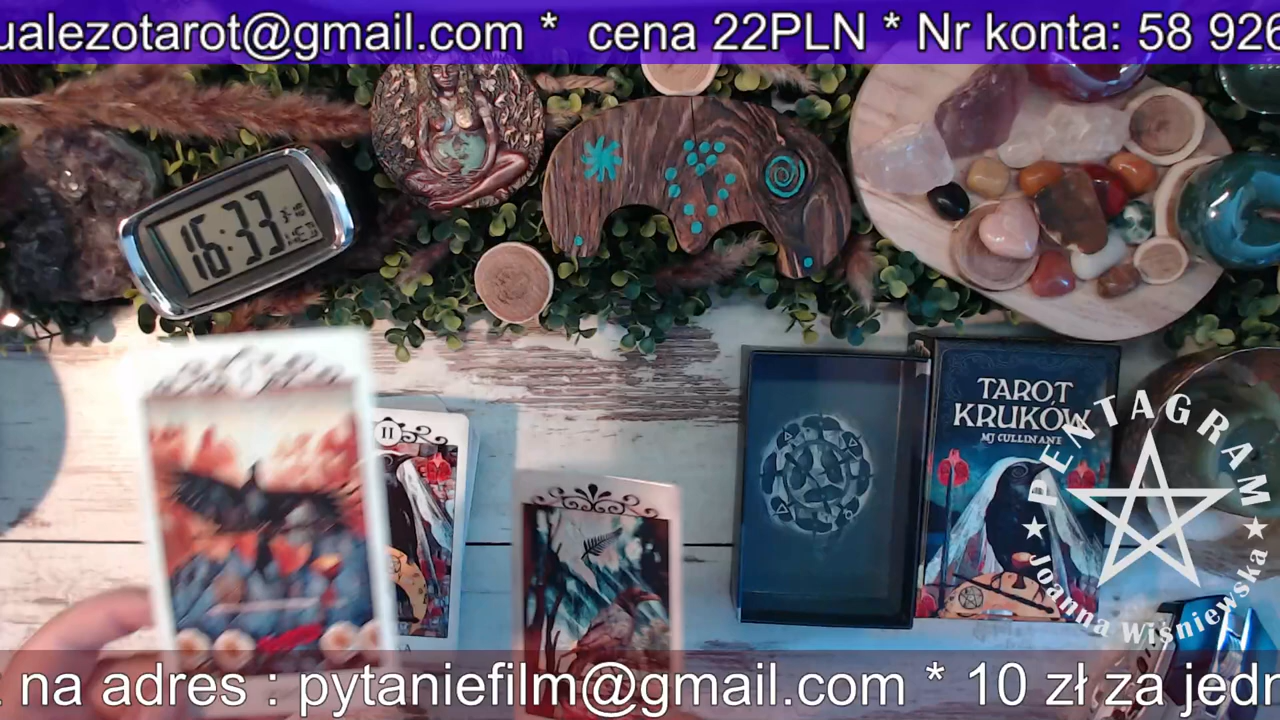 ualezotarot@gmail.com * cena 22PLN * Nr konta: 58 926
16:33
II
TAROT
KRUKÓW
MJ CULLINANE
PENTAGRAM
Joanna Wiśniewska
na adres : pytaniefilm@gmail.com * 10 zł za jedn